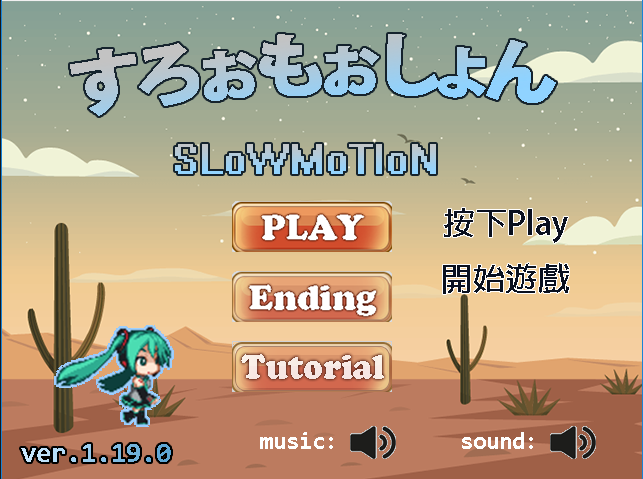 すろぉもぉしょん
SLoWMoTIoN
PLAY
按下Play
開始遊戲
Ending
Tutorial
music:
sound:
ver.1.19.0